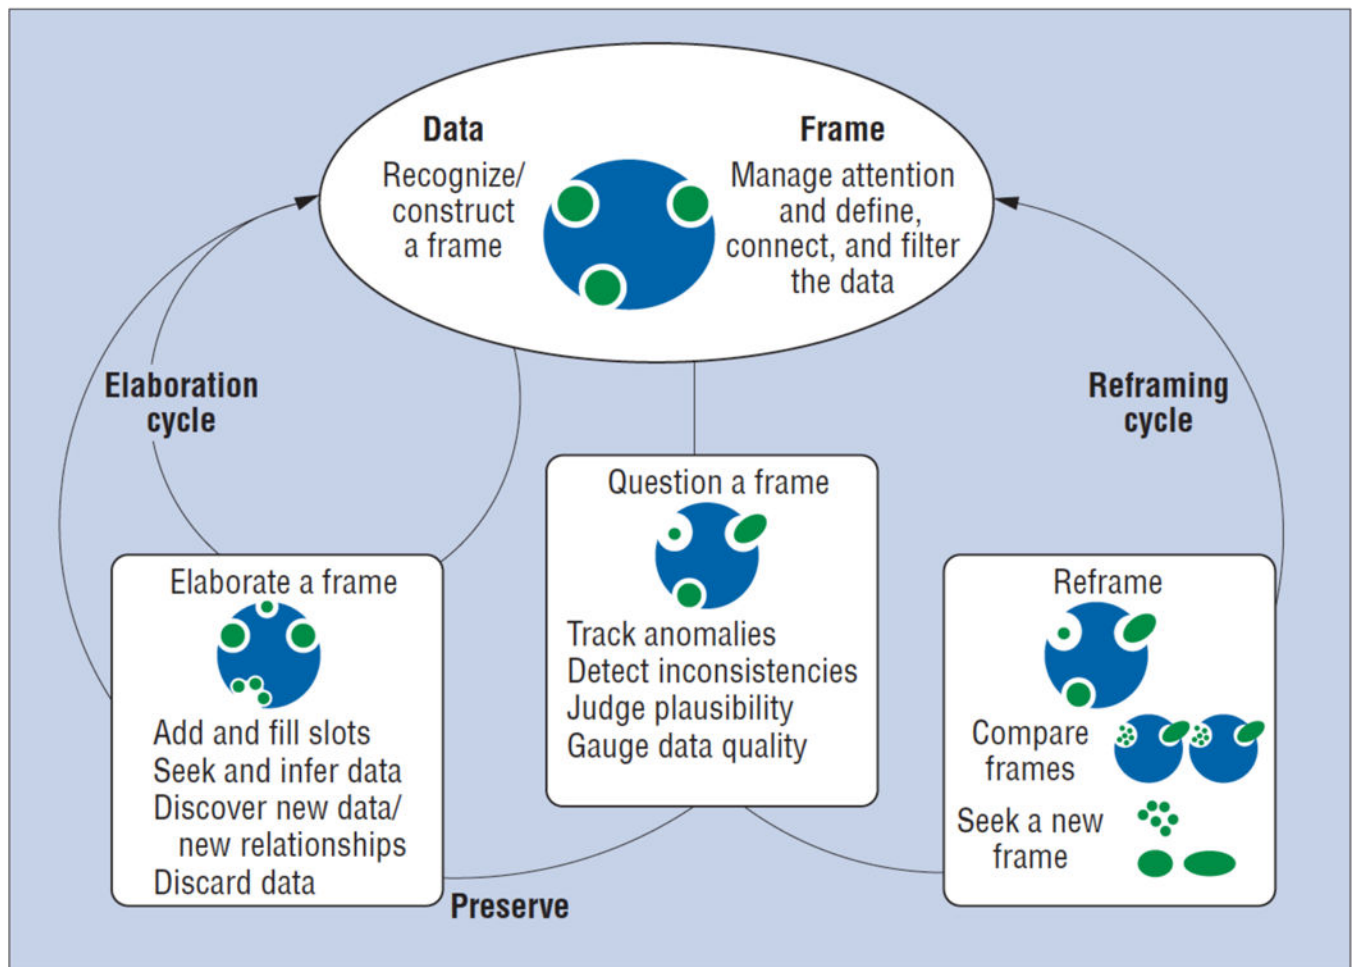 Data
Recognize/
construct
a frame
Frame
Manage attention
and define,
connect, and filter
the data
Elaboration
cycle
Reframing
cycle
Elaborate a frame
Add and fill slots
Seek and infer data
Discover new data/
new relationships
Discard data
Question a frame
Track anomalies
Detect inconsistencies
Judge plausibility
Gauge data quality
Reframe
Compare
frames
Seek a new
frame
Preserve